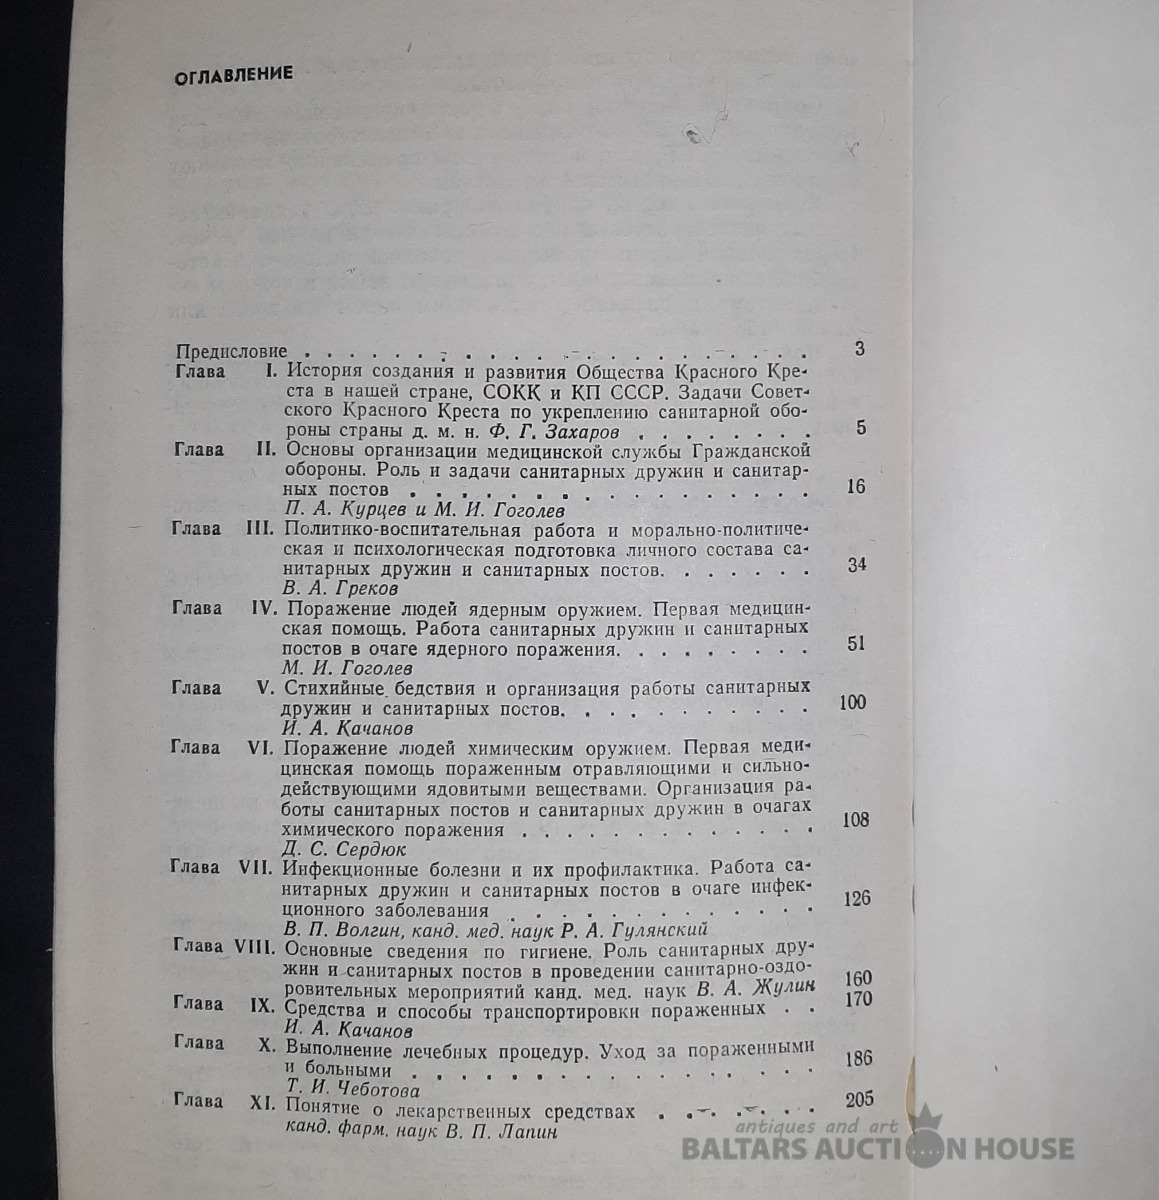 ОГЛАВЛЕНИЕ
Предисловие . . . . . . . . . . . . . . . . . . . . . . 3
Глава I. История создания и развития Общества Красного Кре-
ста в нашей стране, СОКК и КП СССР. Задачи Совет-
ского Красного Креста по укреплению санитарной обо-
роны страны д. м. н. Ф. Г. Захаров . . . . . . . . 5
Глава II. Основы организации медицинской службы Гражданской
обороны. Роль и задачи санитарных дружин и санитар-
ных постов . . . . . . . . . . . . . . . . . 16
П. А. Курцев и М. И. Гоголев
Глава III. Политико-воспитательная работа и морально-политиче-
ская и психологическая подготовка личного состава са-
нитарных дружин и санитарных постов. . . . . . . 34
В. А. Греков
Глава IV. Поражение людей ядерным оружием. Первая медицин-
ская помощь. Работа санитарных дружин и санитарных
постов в очаге ядерного поражения. . . . . . . . . 51
М. И. Гоголев
Глава V. Стихийные бедствия и организация работы санитарных
дружин и санитарных постов. . . . . . . . . . . 100
И. А. Качанов
Глава VI. Поражение людей химическим оружием. Первая меди-
цинская помощь пораженным отравляющими и сильно-
действующими ядовитыми веществами. Организация ра-
боты санитарных постов и санитарных дружин в очагах
химического поражения . . . . . . . . . . . . . 108
Д. С. Сердюк
Глава VII. Инфекционные болезни и их профилактика. Работа са-
нитарных дружин и санитарных постов в очаге инфек-
ционного заболевания . . . . . . . . . . . . . 126
В. П. Волгин, канд. мед. наук Р. А. Гулянский
Глава VIII. Основные сведения по гигиене. Роль санитарных дру-
жин и санитарных постов в проведении санитарно-оздо-
ровительных мероприятий канд. мед. наук В. А. Жулин 160
Глава IX. Средства и способы транспортировки пораженных . . 170
И. А. Качанов
Глава X. Выполнение лечебных процедур. Уход за пораженными
и больными . . . . . . . . . . . . . . . . . 186
Т. И. Чеботова
Глава XI. Понятие о лекарственных средствах . . . . . . . 205
канд. фарм. наук В. П. Лапин
antiques and art
BALTARS AUCTION HOUSE